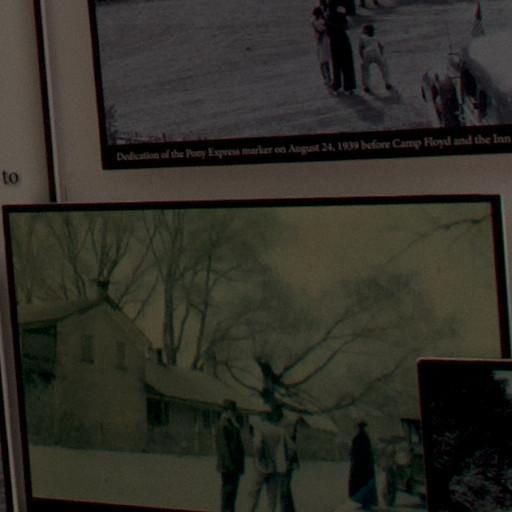 Dedication of the Pony Express marker on August 24, 1939 before Camp Floyd and the Inn
to